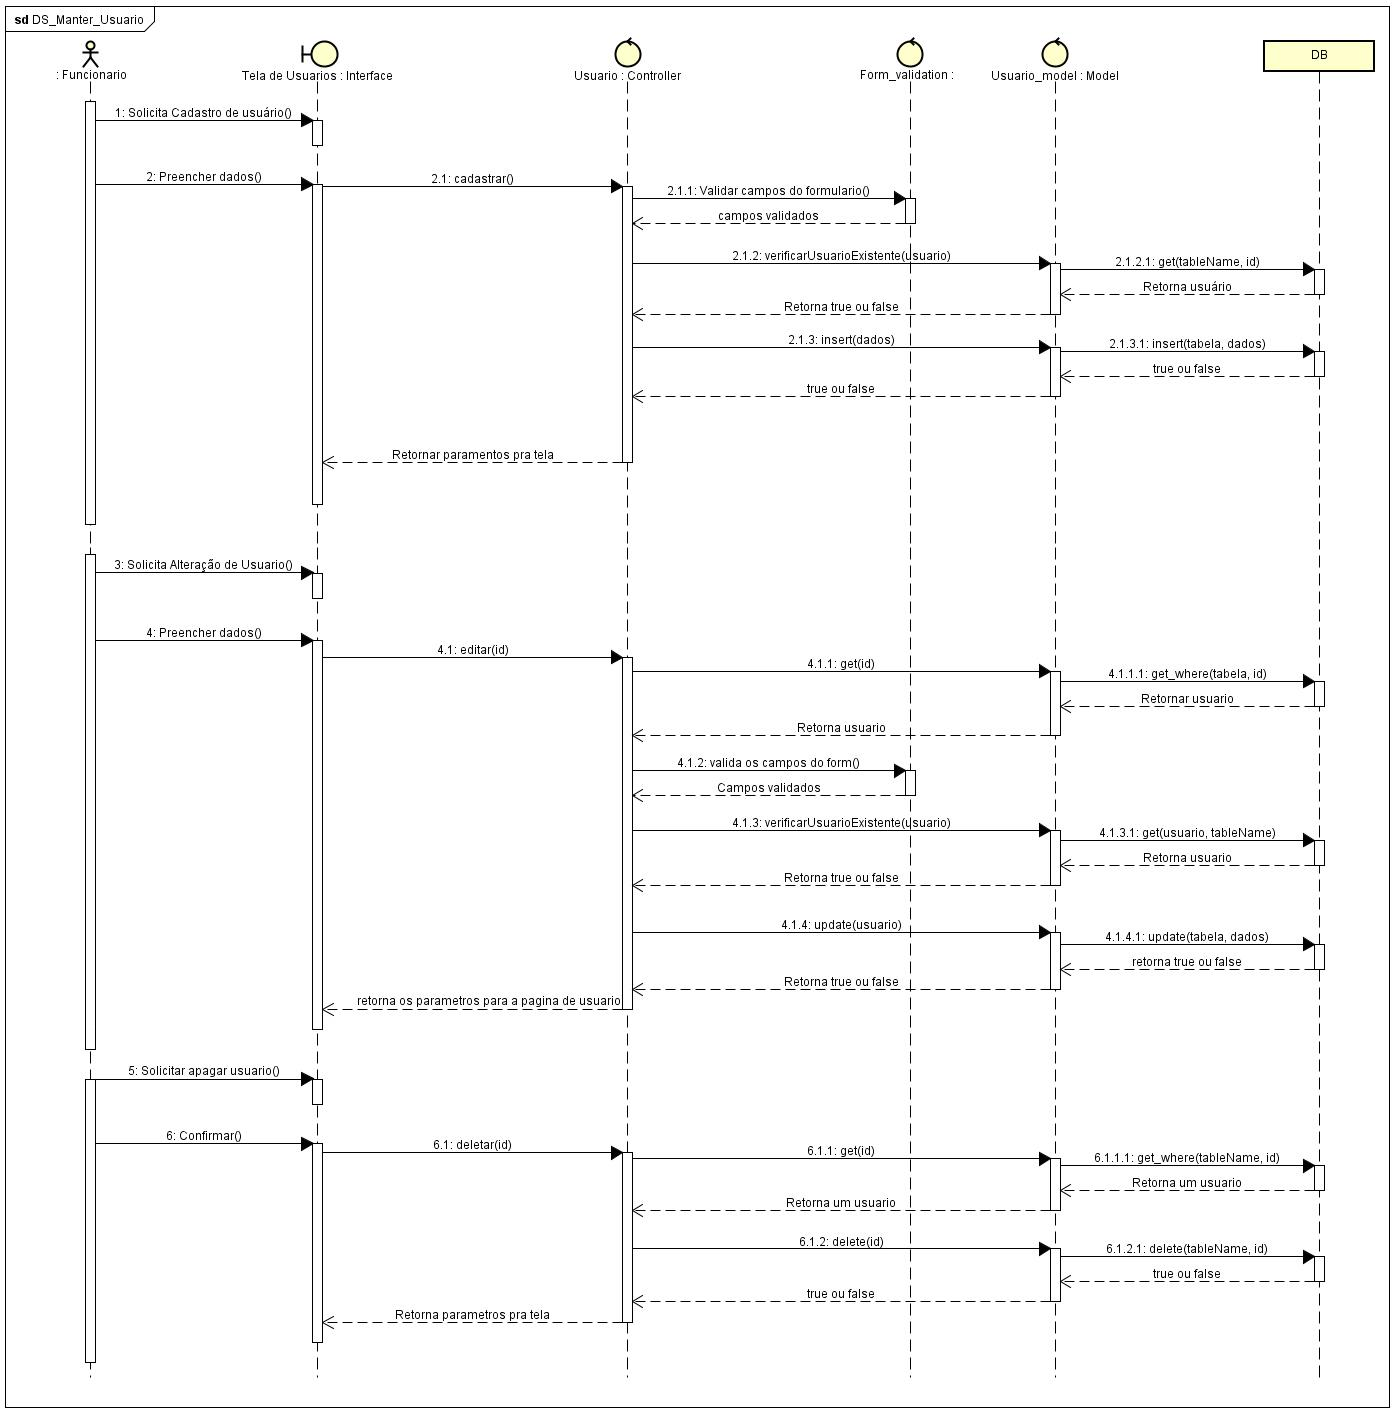 sd DS_Manter_Usuario
: Funcionario
Tela de Usuarios : Interface
Usuario : Controller
Form_validation :
Usuario_model : Model
DB
1: Solicita Cadastro de usuário()
2: Preencher dados()
2.1: cadastrar()
2.1.1: Validar campos do formulario()
campos validados
2.1.2: verificarUsuarioExistente(usuario)
2.1.2.1: get(tableName, id)
Retorna usuário
Retorna true ou false
2.1.3: insert(dados)
2.1.3.1: insert(tabela, dados)
true ou false
true ou false
Retornar paramentos pra tela
3: Solicita Alteração de Usuario()
4: Preencher dados()
4.1: editar(id)
4.1.1: get(id)
4.1.1.1: get_where(tabela, id)
Retornar usuario
Retorna usuario
4.1.2: valida os campos do form()
Campos validados
4.1.3: verificarUsuarioExistente(usuario)
4.1.3.1: get(usuario, tableName)
Retorna usuario
Retorna true ou false
4.1.4: update(usuario)
4.1.4.1: update(tabela, dados)
retorna true ou false
Retorna true ou false
retorna os parametros para a pagina de usuario
5: Solicitar apagar usuario()
6: Confirmar()
6.1: deletar(id)
6.1.1: get(id)
6.1.1.1: get_where(tableName, id)
Retorna um usuario
Retorna um usuario
6.1.2: delete(id)
6.1.2.1: delete(tableName, id)
true ou false
true ou false
Retorna parametros pra tela